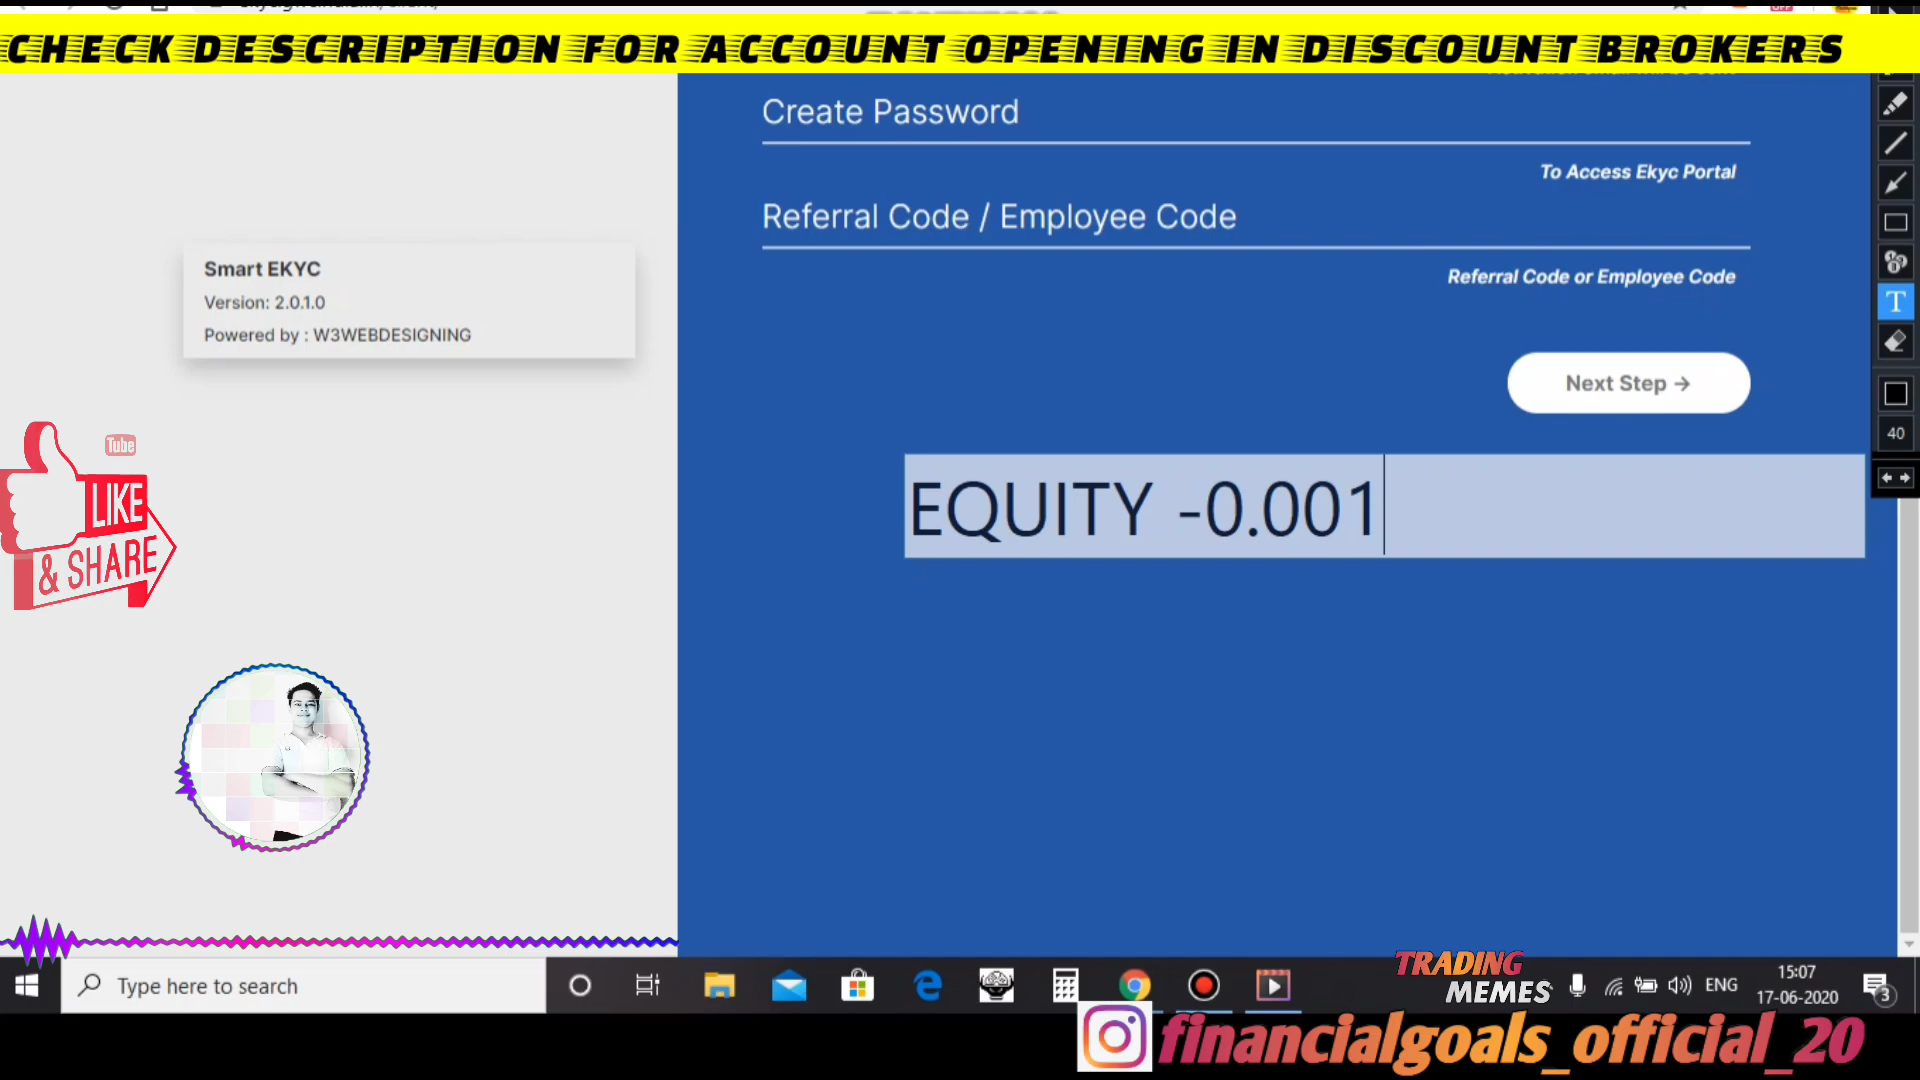 CHECK DESCRIPTION FOR ACCOUNT OPENING IN DISCOUNT BROKERS
Create Password
To Access Ekyc Portal
Referral Code / Employee Code
Referral Code or Employee Code
Smart EKYC
Version: 2.0.1.0
Powered by : W3WEBDESIGNING
Next Step →
Tube
LIKE
& SHARE
T
40
EQUITY -0.001
Type here to search
TRADING
MEMES
ENG
15:07
17-06-2020
3
financialgoals_official_20